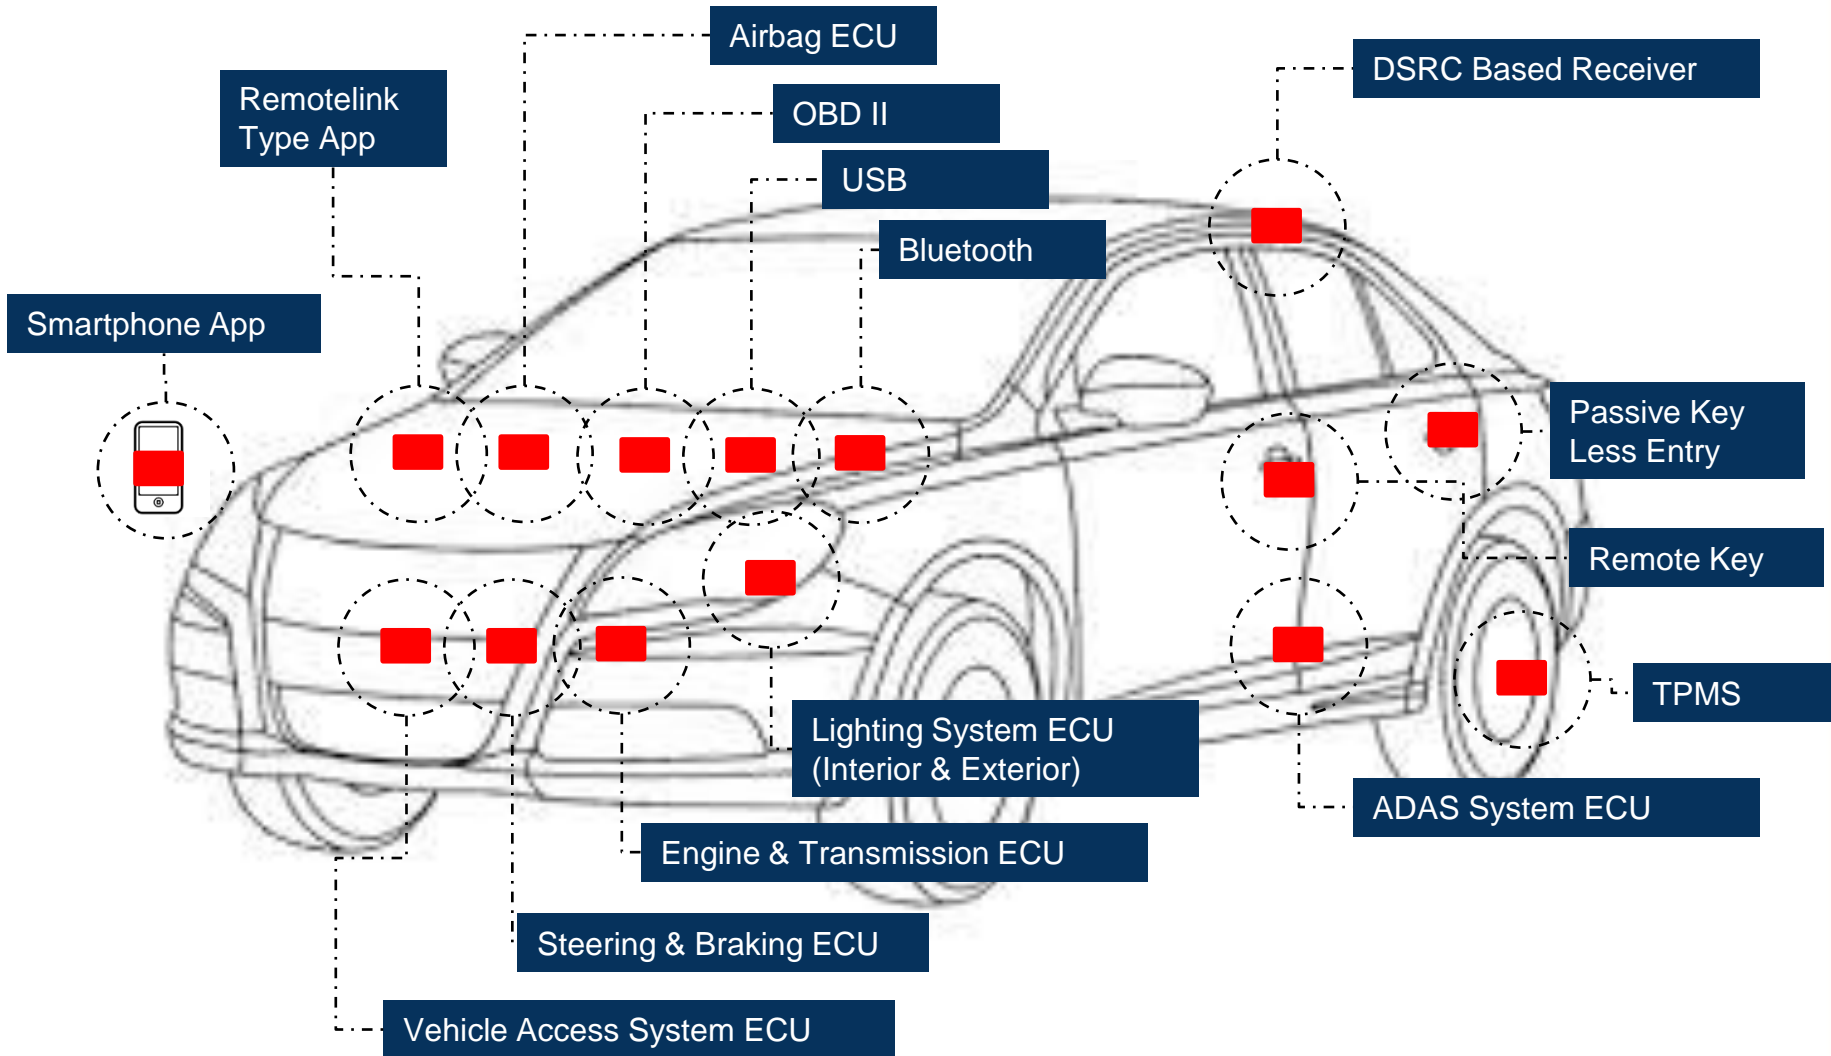 Airbag ECU
DSRC Based Receiver
Remotelink
Type App
OBD II
USB
Bluetooth
Smartphone App
Passive Key
Less Entry
Remote Key
TPMS
Lighting System ECU
(Interior & Exterior)
ADAS System ECU
Engine & Transmission ECU
Steering & Braking ECU
Vehicle Access System ECU